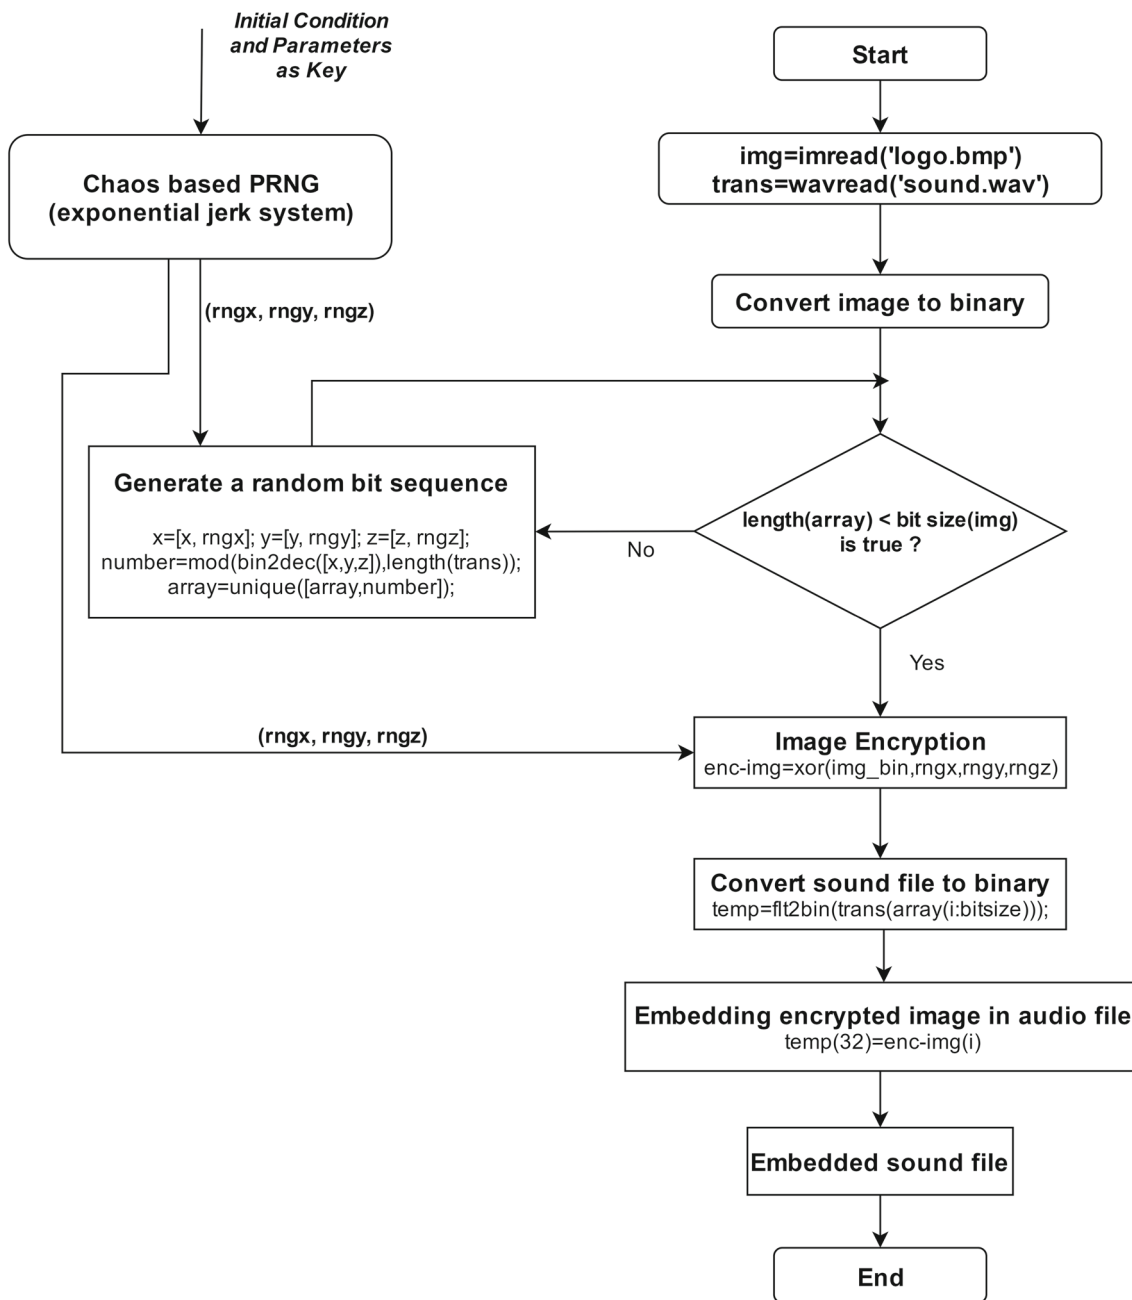 Initial Condition
and Parameters
as Key
Chaos based PRNG
(exponential jerk system)
(rngx, rngy, rngz)
Generate a random bit sequence
x=[x, rngx]; y=[y, rngy]; z=[z, rngz];
number=mod(bin2dec([x,y,z]),length(trans));
array=unique([array,number]);
(rngx, rngy, rngz)
Start
img=imread('logo.bmp')
trans=wavread('sound.wav')
Convert image to binary
length(array) < bit size(img)
is true ?
No
Yes
Image Encryption
enc-img=xor(img_bin,rngx,rngy,rngz)
Convert sound file to binary
temp=flt2bin(trans(array(i:bitsize)));
Embedding encrypted image in audio file
temp(32)=enc-img(i)
Embedded sound file
End